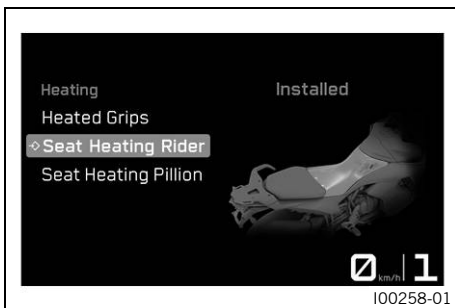 Heating
Installed
Heated Grips
Seat Heating Rider
Seat Heating Pillion
0 km/h 1
I00258-01